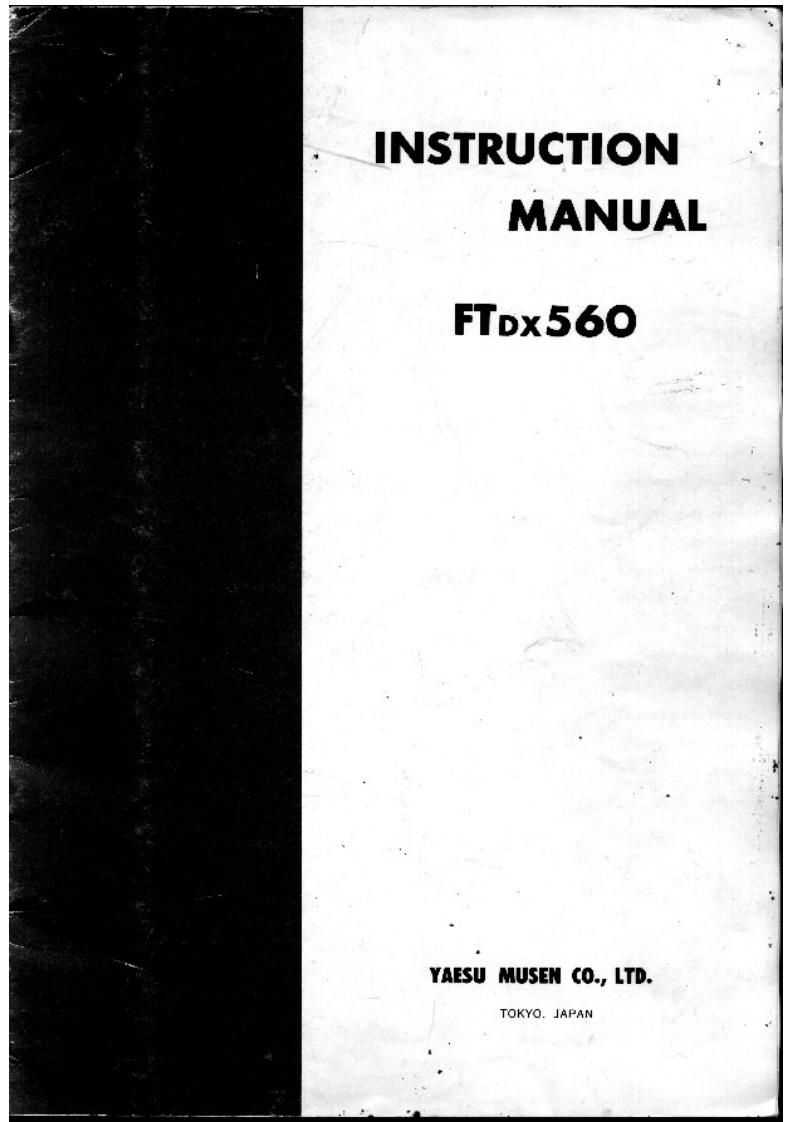 INSTRUCTION
MANUAL
FTDX560
YAESU MUSEN CO., LTD.
TOKYO. JAPAN